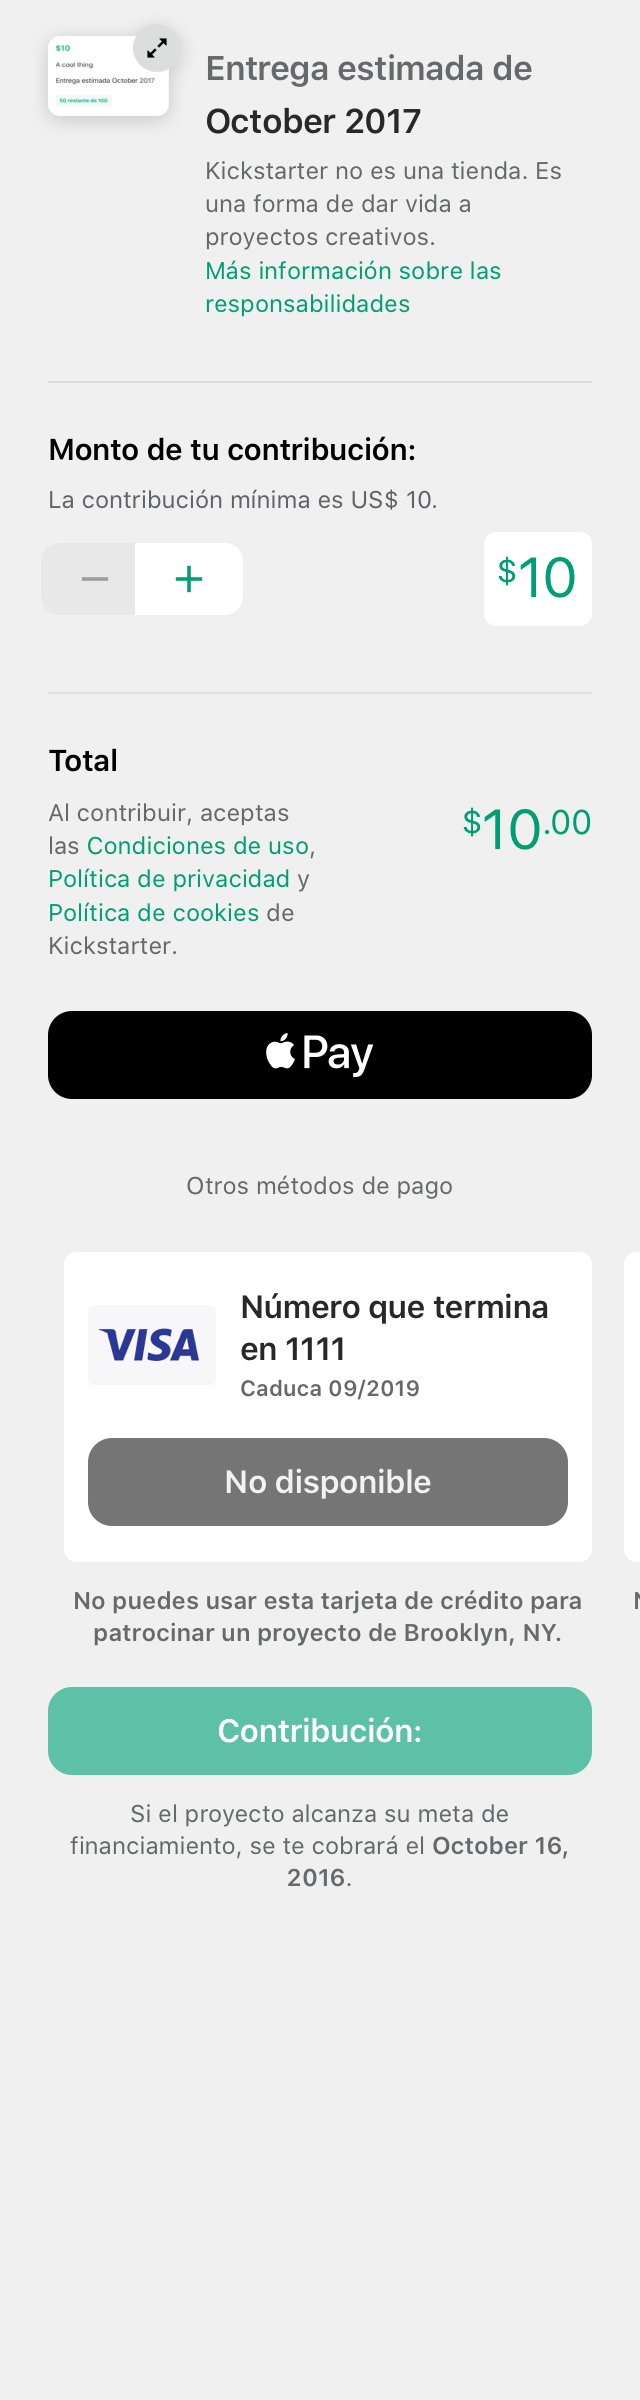 $10
A cool thing
Entrega estimada October 2017
50 restante de 100
Entrega estimada de
October 2017
Kickstarter no es una tienda. Es
una forma de dar vida a
proyectos creativos.
Más información sobre las
responsabilidades
Monto de tu contribución:
La contribución mínima es US$ 10.
$10
Total
Al contribuir, aceptas
las Condiciones de uso,
Política de privacidad y
Política de cookies de
Kickstarter.
$10.00
Pay
Otros métodos de pago
VISA
Número que termina
en 1111
Caduca 09/2019
No disponible
No puedes usar esta tarjeta de crédito para
patrocinar un proyecto de Brooklyn, NY.
Contribución:
Si el proyecto alcanza su meta de
financiamiento, se te cobrará el October 16,
2016.